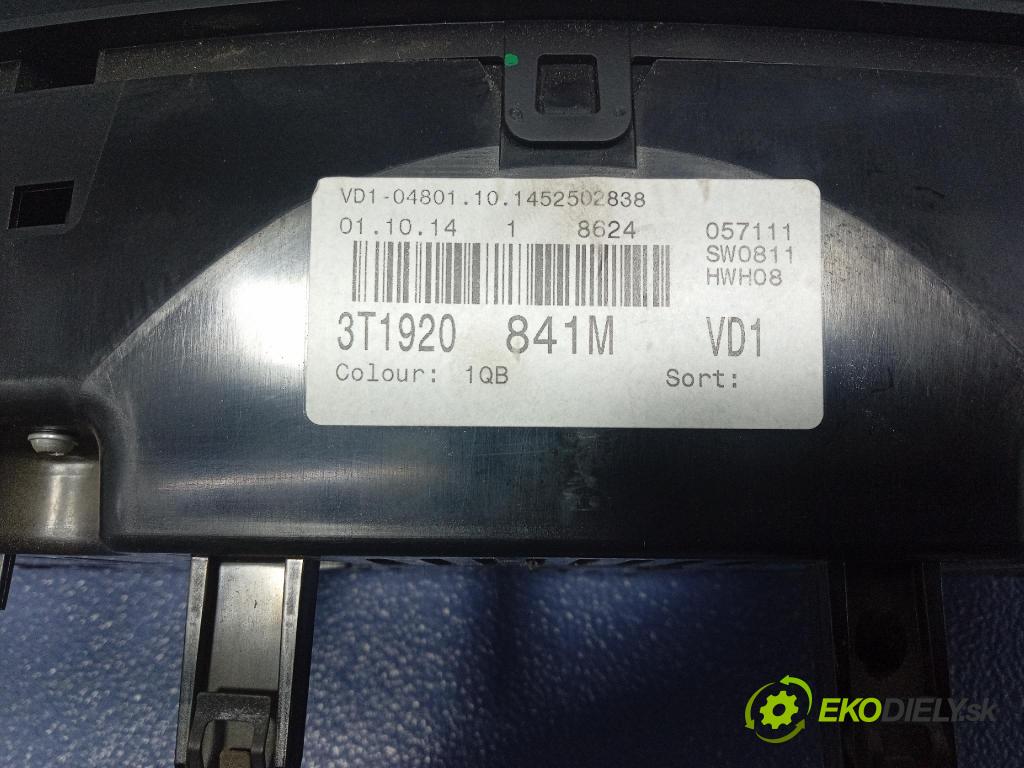 VD1-04801.10.1452502838
01.10.14 1 8624 057111
SW0811
HWH08
3T1920 841M VD1
Colour: 1QB Sort:
EKODIELY.sk